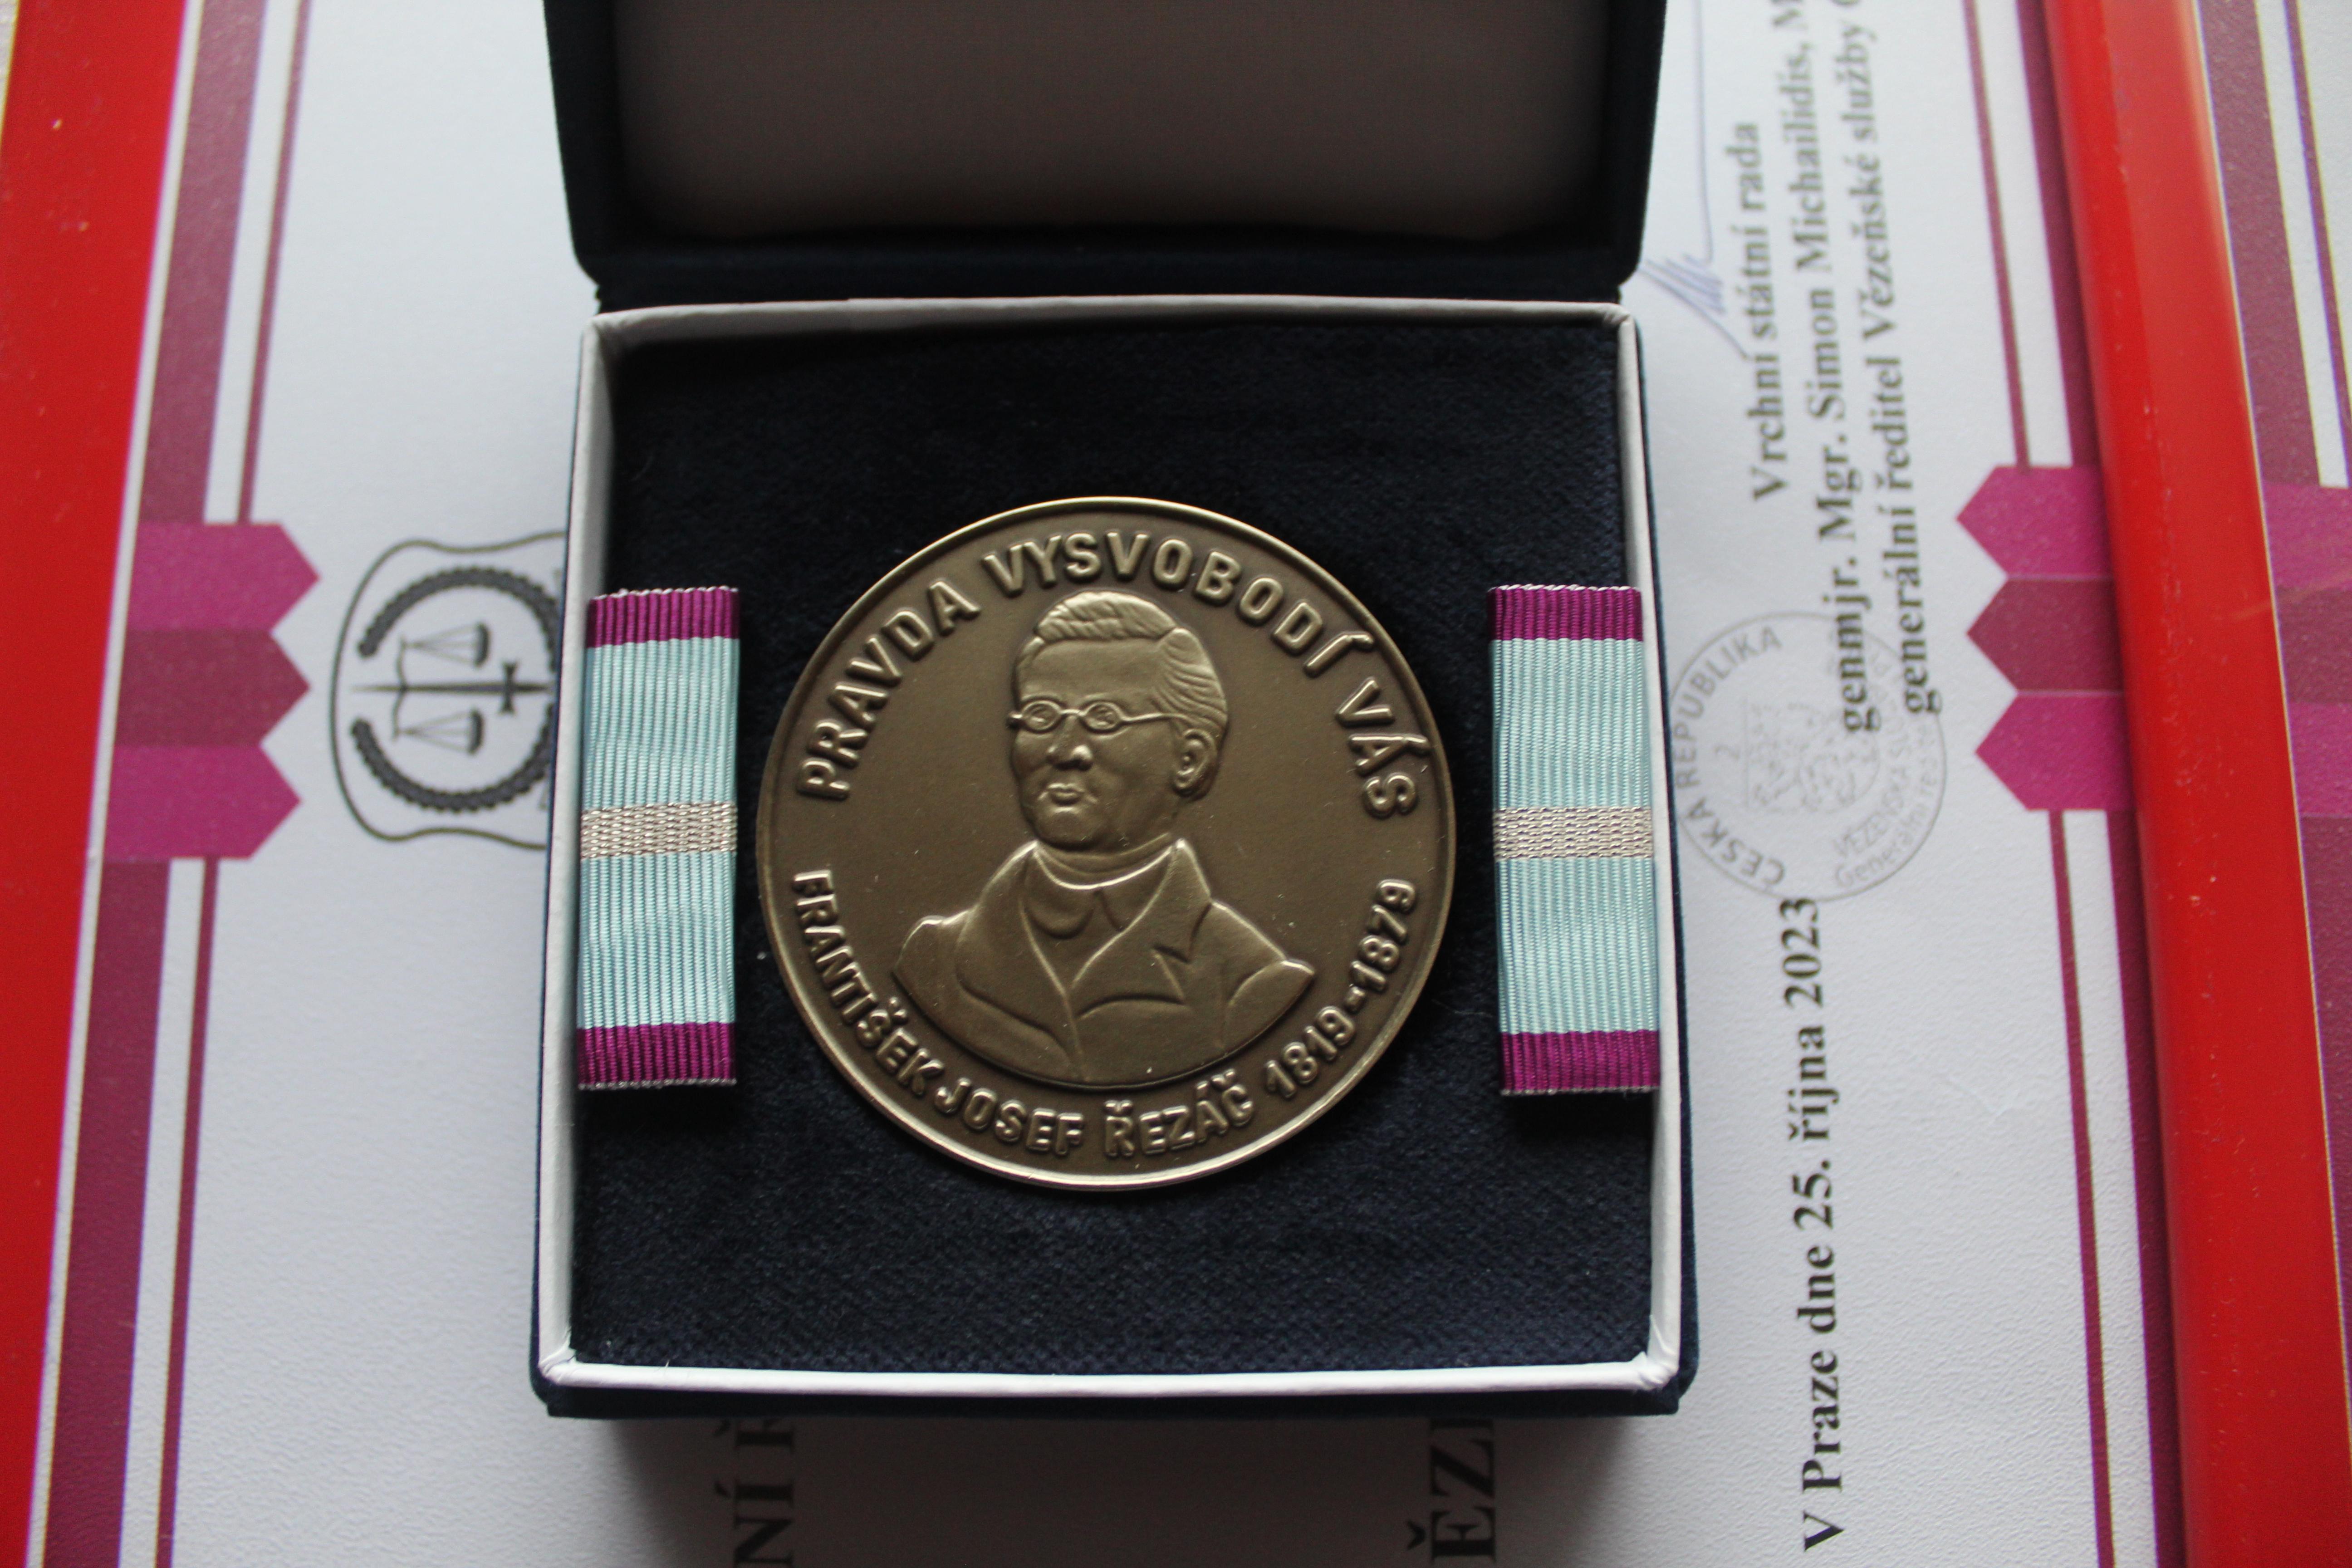 PRAVDA VYSVOBODÍ VÁS
FRANTIŠEK JOSEF ŘEZÁČ 1819-1879
Vrchní státní rada
genmjr. Mgr. Simon Michailidis,
generální ředitel Vězeňské služby
ČESKÁ REPUBLIKA
2
V Praze dne 25. října 2023